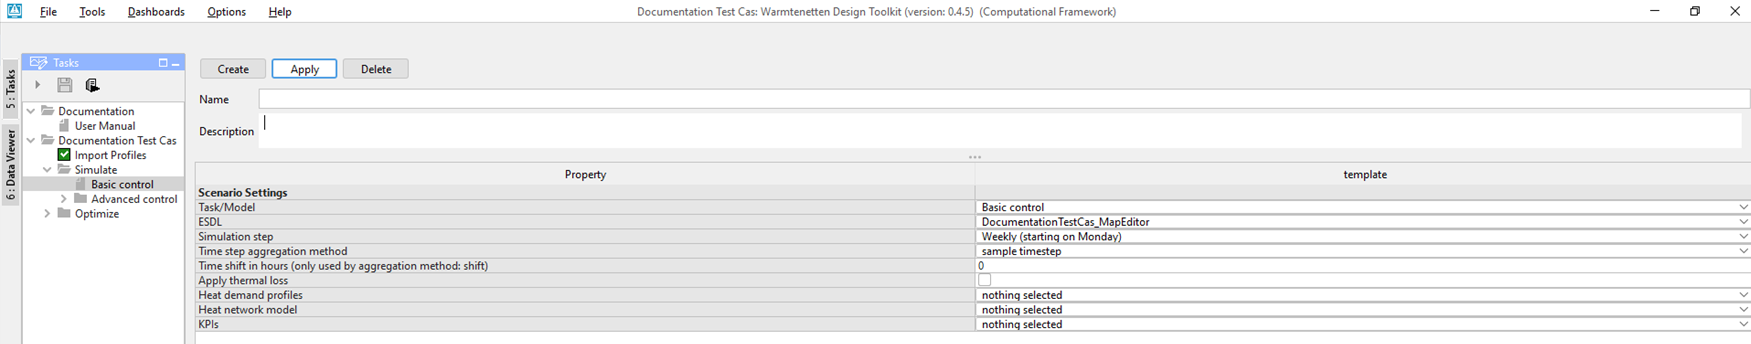 File Tools Dashboards Options Help Documentation Test Cas: Warmtenetten Design Toolkit (version: 0.4.5) (Computational Framework)
5 : Tasks
6 : Data Viewer
Tasks
Documentation
User Manual
Documentation Test Cas
Import Profiles
Simulate
Basic control
Advanced control
Optimize
Create Apply Delete
Name
Description
Property template
Scenario Settings
Task/Model Basic control
ESDL DocumentationTestCas_MapEditor
Simulation step Weekly (starting on Monday)
Time step aggregation method sample timestep
Time shift in hours (only used by aggregation method: shift) 0
Apply thermal loss
Heat demand profiles nothing selected
Heat network model nothing selected
KPIs nothing selected